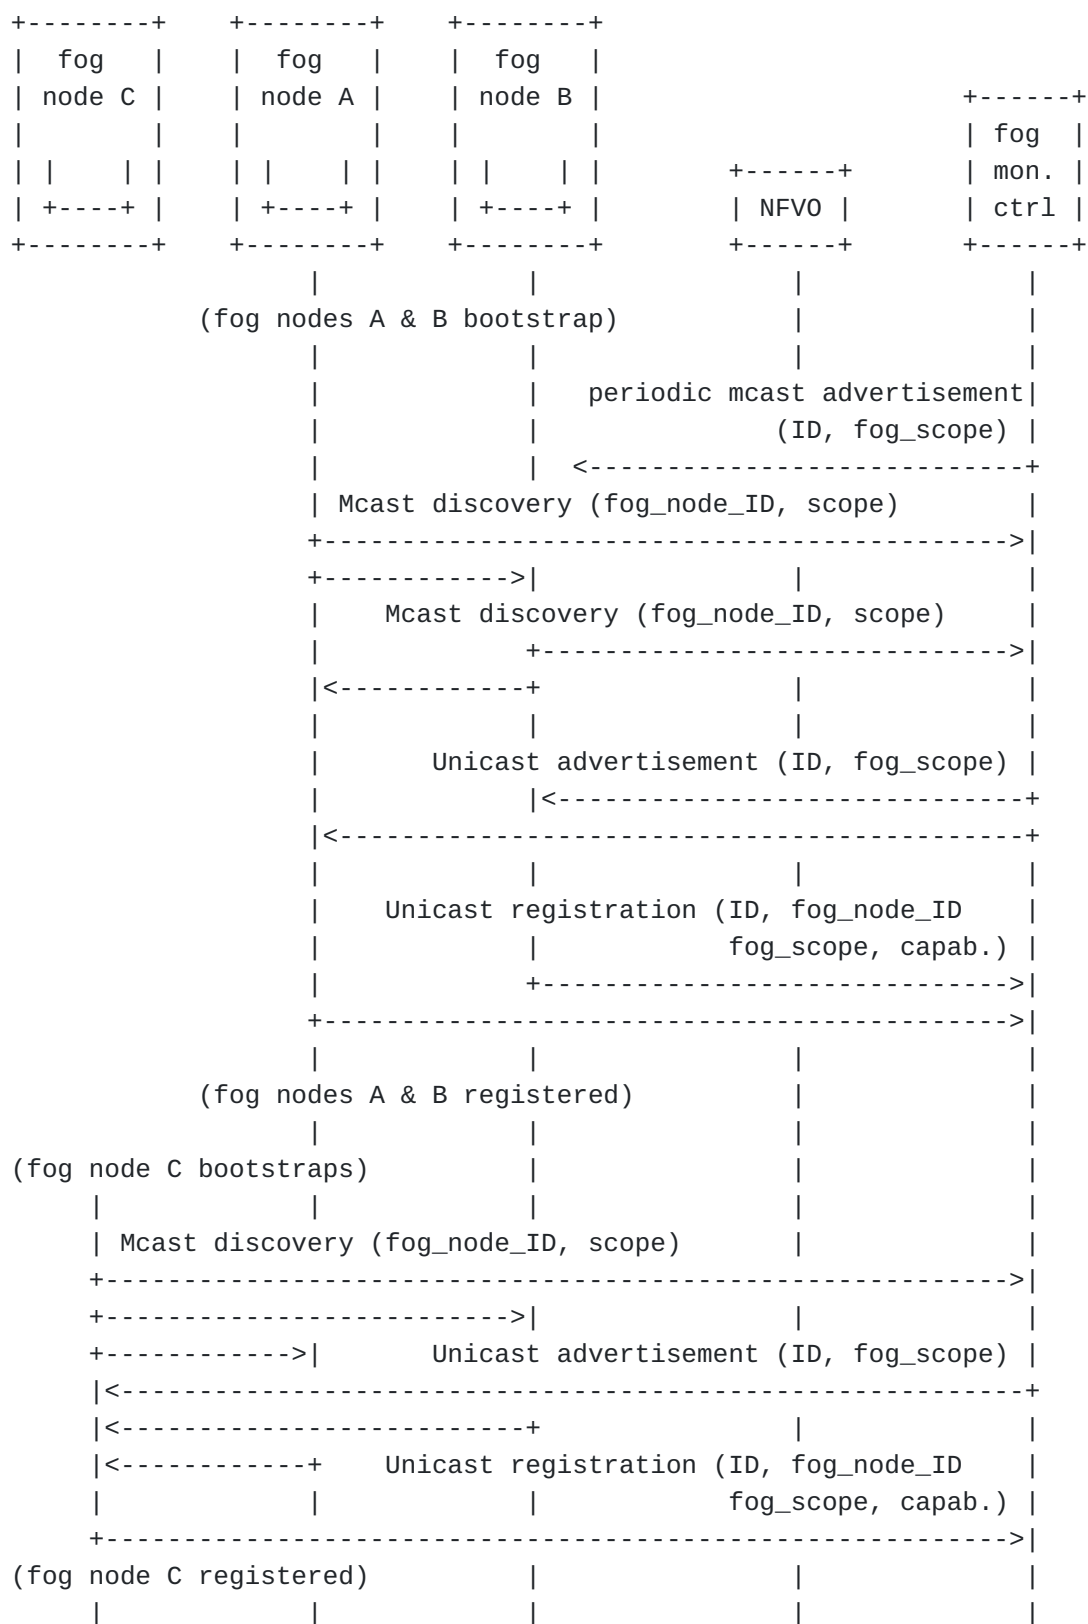 fog fog fog
node C node A node B
fog
mon.
NFVO ctrl
(fog nodes A & B bootstrap)
periodic mcast advertisement
(ID, fog_scope)
Mcast discovery (fog_node_ID, scope)
Mcast discovery (fog_node_ID, scope)
Unicast advertisement (ID, fog_scope)
Unicast registration (ID, fog_node_ID
fog_scope, capab.)
(fog nodes A & B registered)
(fog node C bootstraps)
Mcast discovery (fog_node_ID, scope)
Unicast advertisement (ID, fog_scope)
Unicast registration (ID, fog_node_ID
fog_scope, capab.)
(fog node C registered)